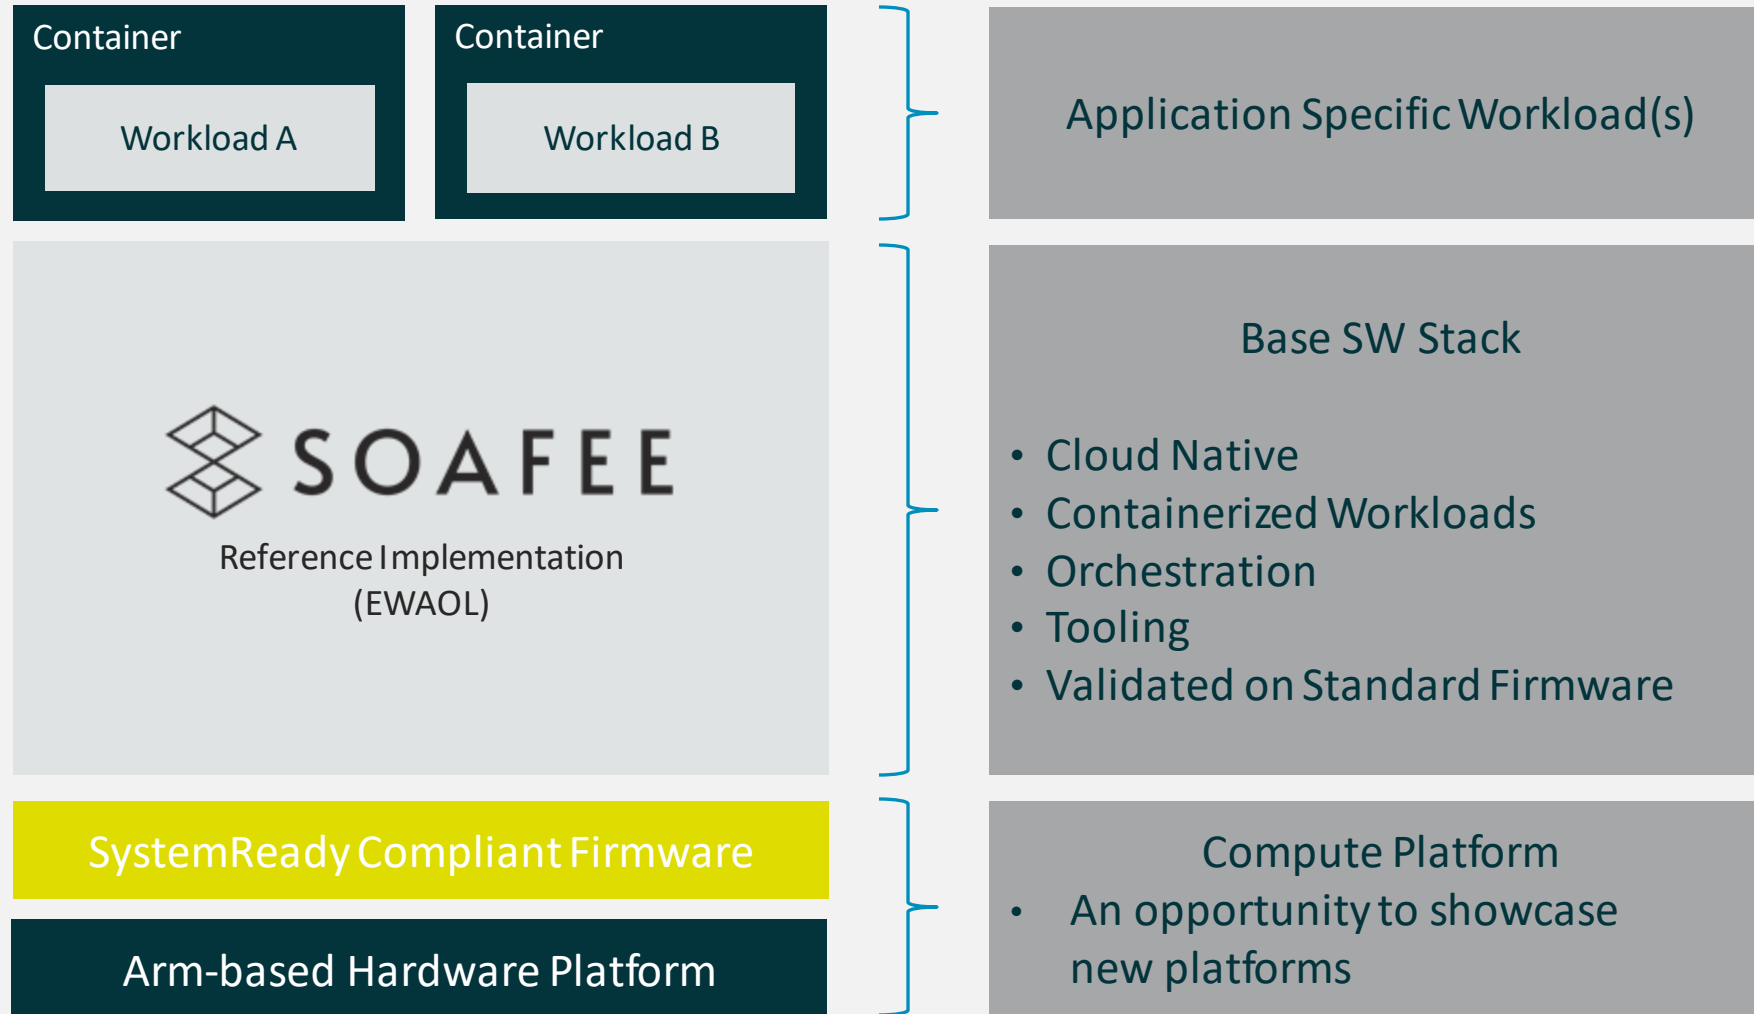 Container
Workload A
Container
Workload B
Application Specific Workload(s)
SOAFEE
Reference Implementation
(EWAOL)
Base SW Stack
• Cloud Native
• Containerized Workloads
• Orchestration
• Tooling
• Validated on Standard Firmware
SystemReady Compliant Firmware
Arm-based Hardware Platform
Compute Platform
• An opportunity to showcase
new platforms